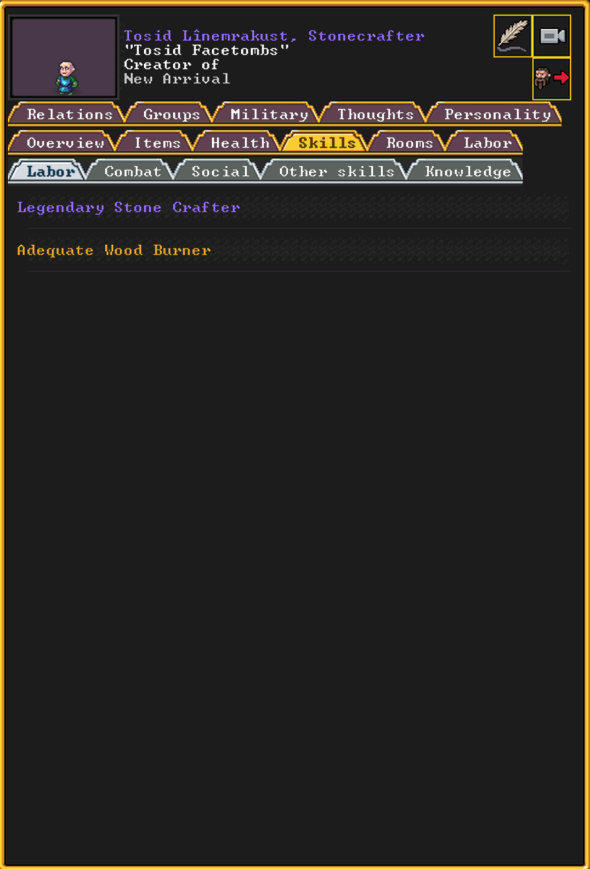 Tosid Lînemrakust, Stonecrafter
"Tosid Facetombs"
Creator of
New Arrival
Relations Groups Military Thoughts Personality
Overview Items Health Skills Rooms Labor
Labor Combat Social Other skills Knowledge
Legendary Stone Crafter
Adequate Wood Burner